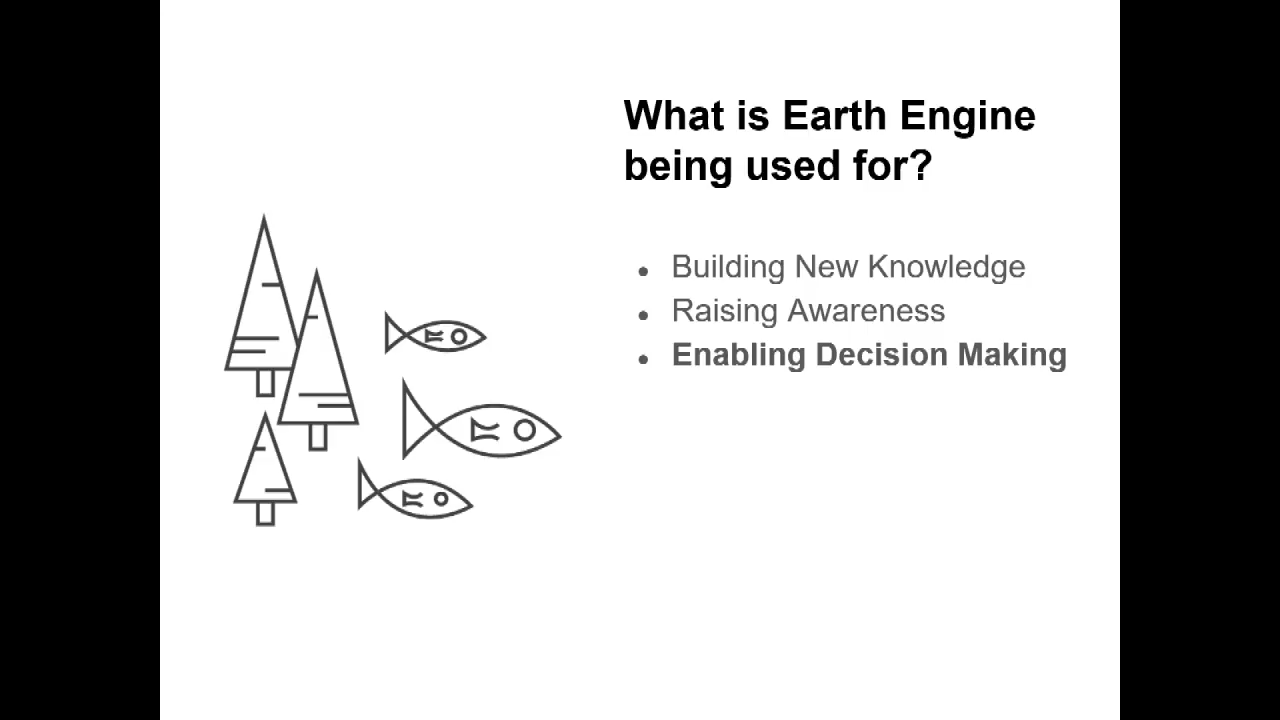 What is Earth Engine
being used for?
● Building New Knowledge
● Raising Awareness
● Enabling Decision Making